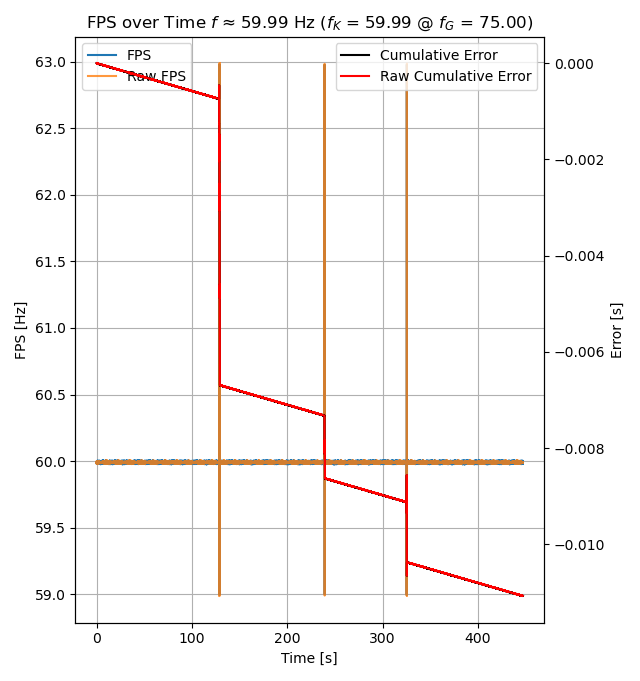 FPS over Time f ≈ 59.99 Hz (f_K = 59.99 @ f_G = 75.00)
FPS
Raw FPS
Cumulative Error
Raw Cumulative Error
63.0
62.5
62.0
61.5
61.0
60.5
60.0
59.5
59.0
FPS [Hz]
0.000
−0.002
−0.004
−0.006
−0.008
−0.010
Error [s]
0
100
200
300
400
Time [s]